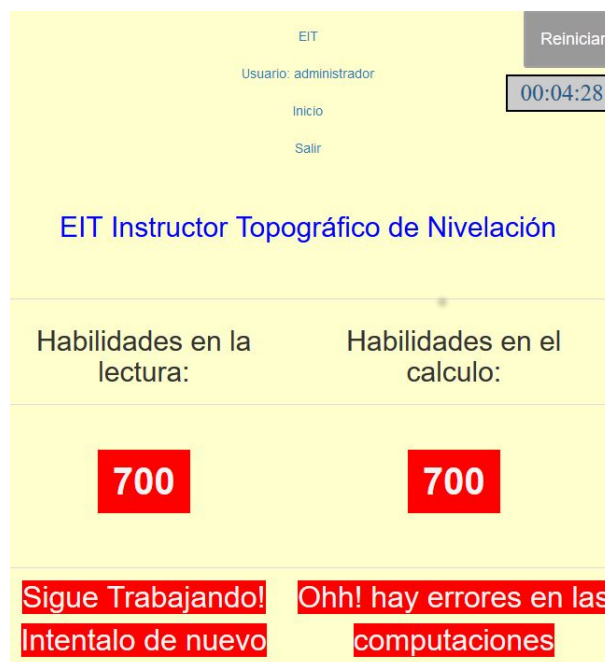 EIT
Reiniciar
Usuario: administrador
00:04:28
Inicio
Salir
EIT Instructor Topográfico de Nivelación
Habilidades en la lectura:
Habilidades en el calculo:
700
700
Sigue Trabajando!
Intentalo de nuevo
Ohh! hay errores en las
computaciones